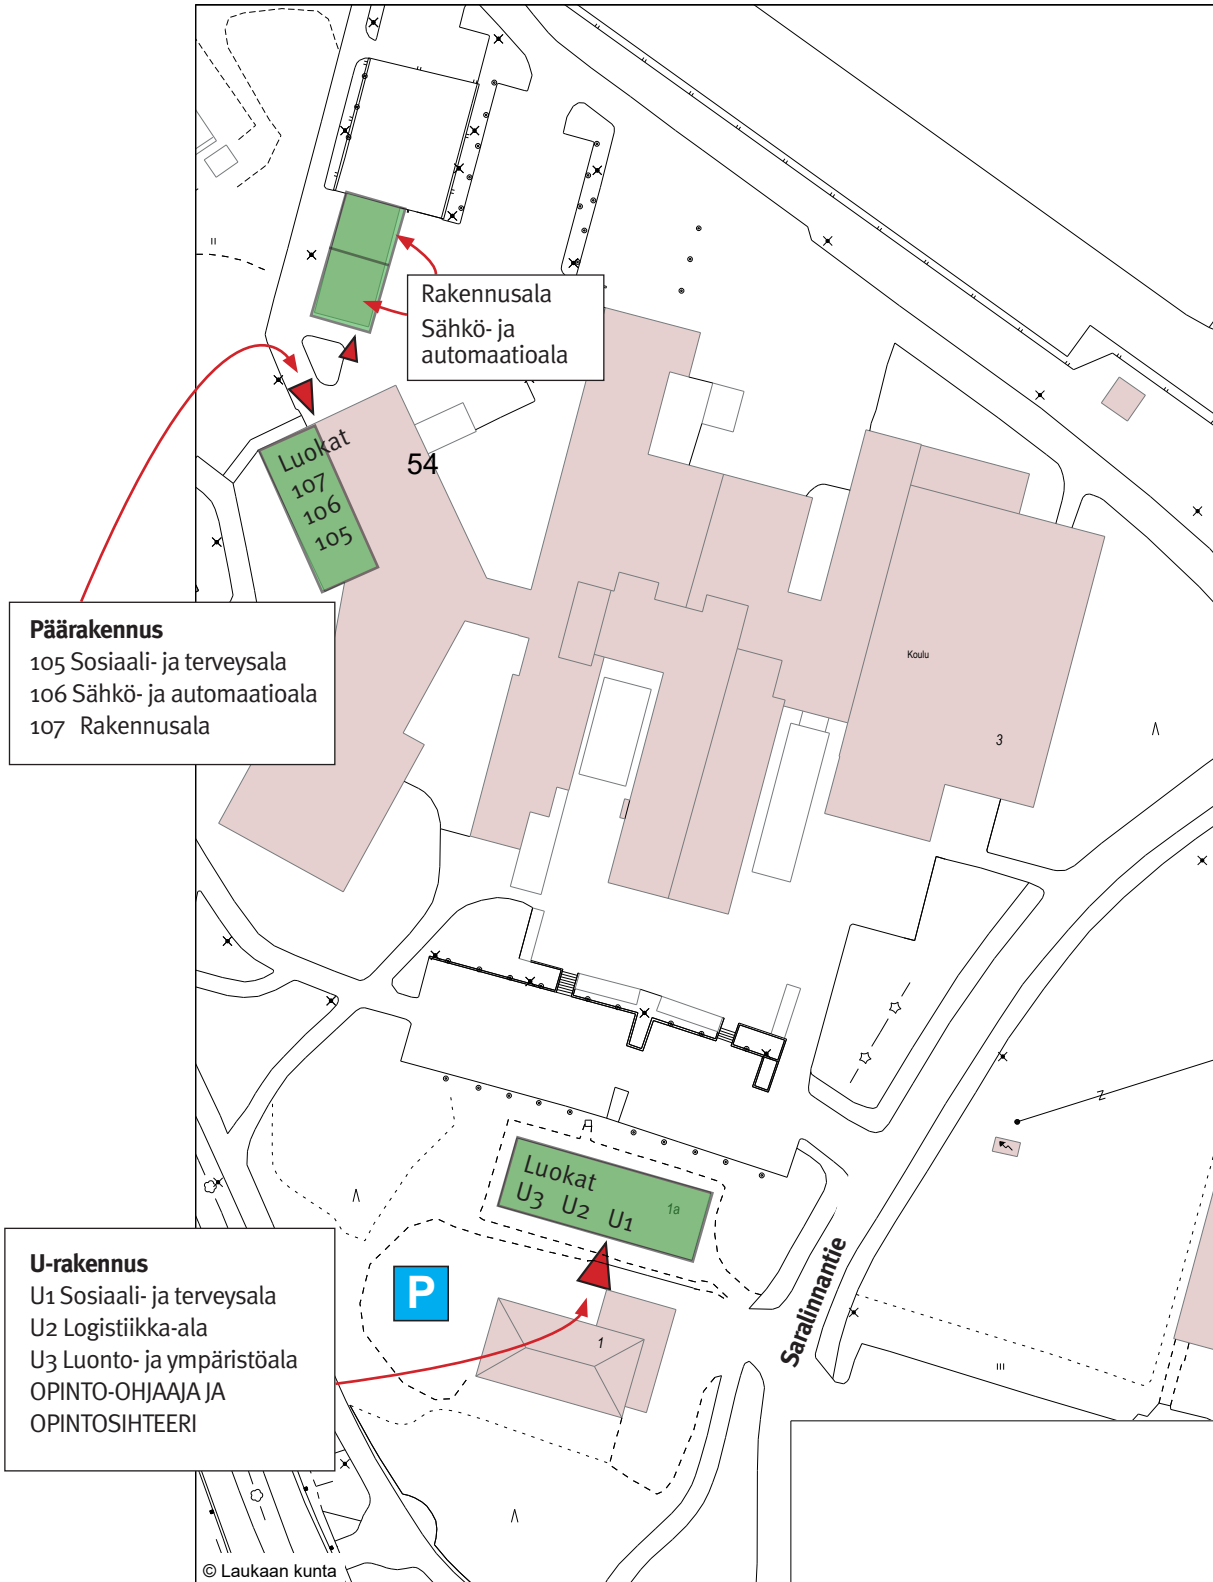 Rakennusala
Sähkö- ja
automaatioala
Luokat
107
106
105
54
Päärakennus
105 Sosiaali- ja terveysala
106 Sähkö- ja automaatioala
107 Rakennusala
Koulu
3
Luokat
U3 U2 U1
1a
P
1
Saralinnantie
U-rakennus
U1 Sosiaali- ja terveysala
U2 Logistiikka-ala
U3 Luonto- ja ympäristöala
OPINTO-OHJAAJA JA
OPINTOSIHTEERI
© Laukaan kunta